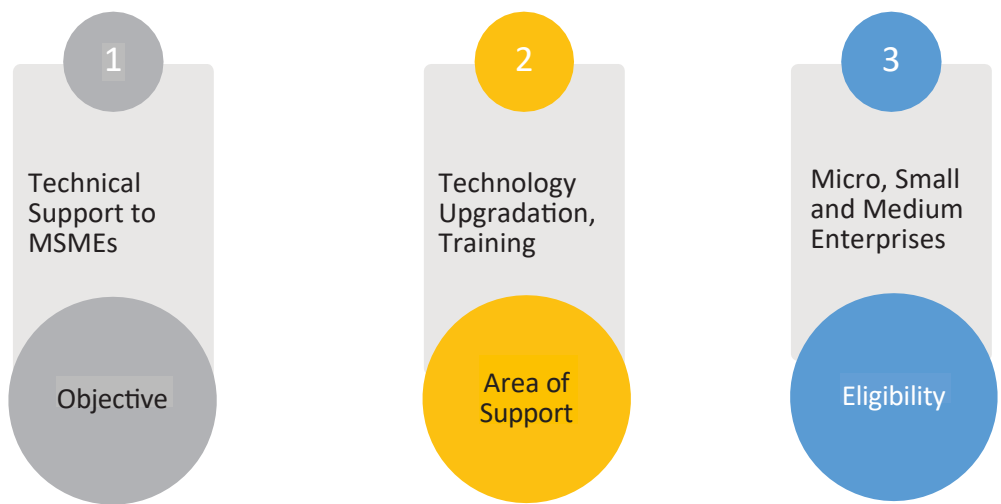 1
Technical
Support to
MSMEs
Objective
2
Technology
Upgradation,
Training
Area of
Support
3
Micro, Small
and Medium
Enterprises
Eligibility